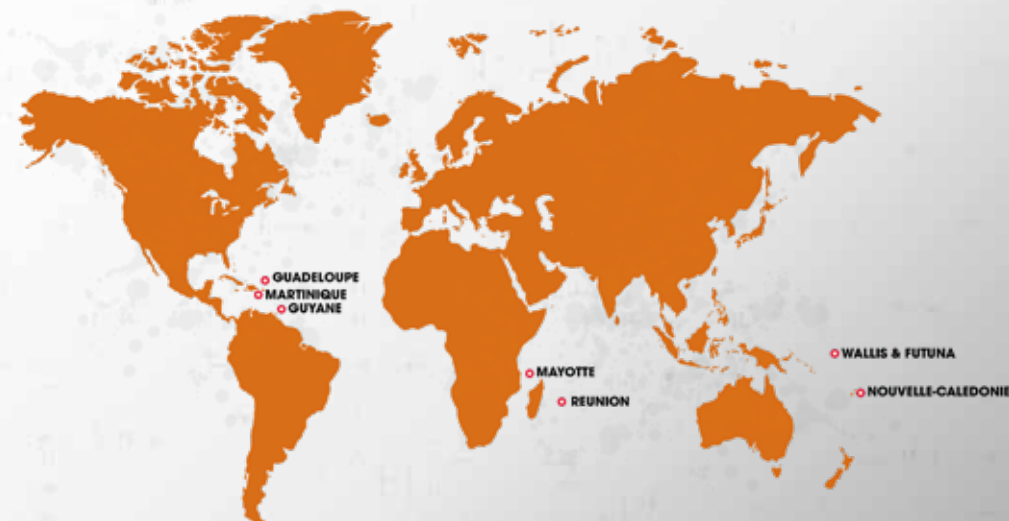 GUADELOUPE
MARTINIQUE
GUYANE
WALLIS & FUTUNA
MAYOTTE
NOUVELLE-CALEDONIE
REUNION